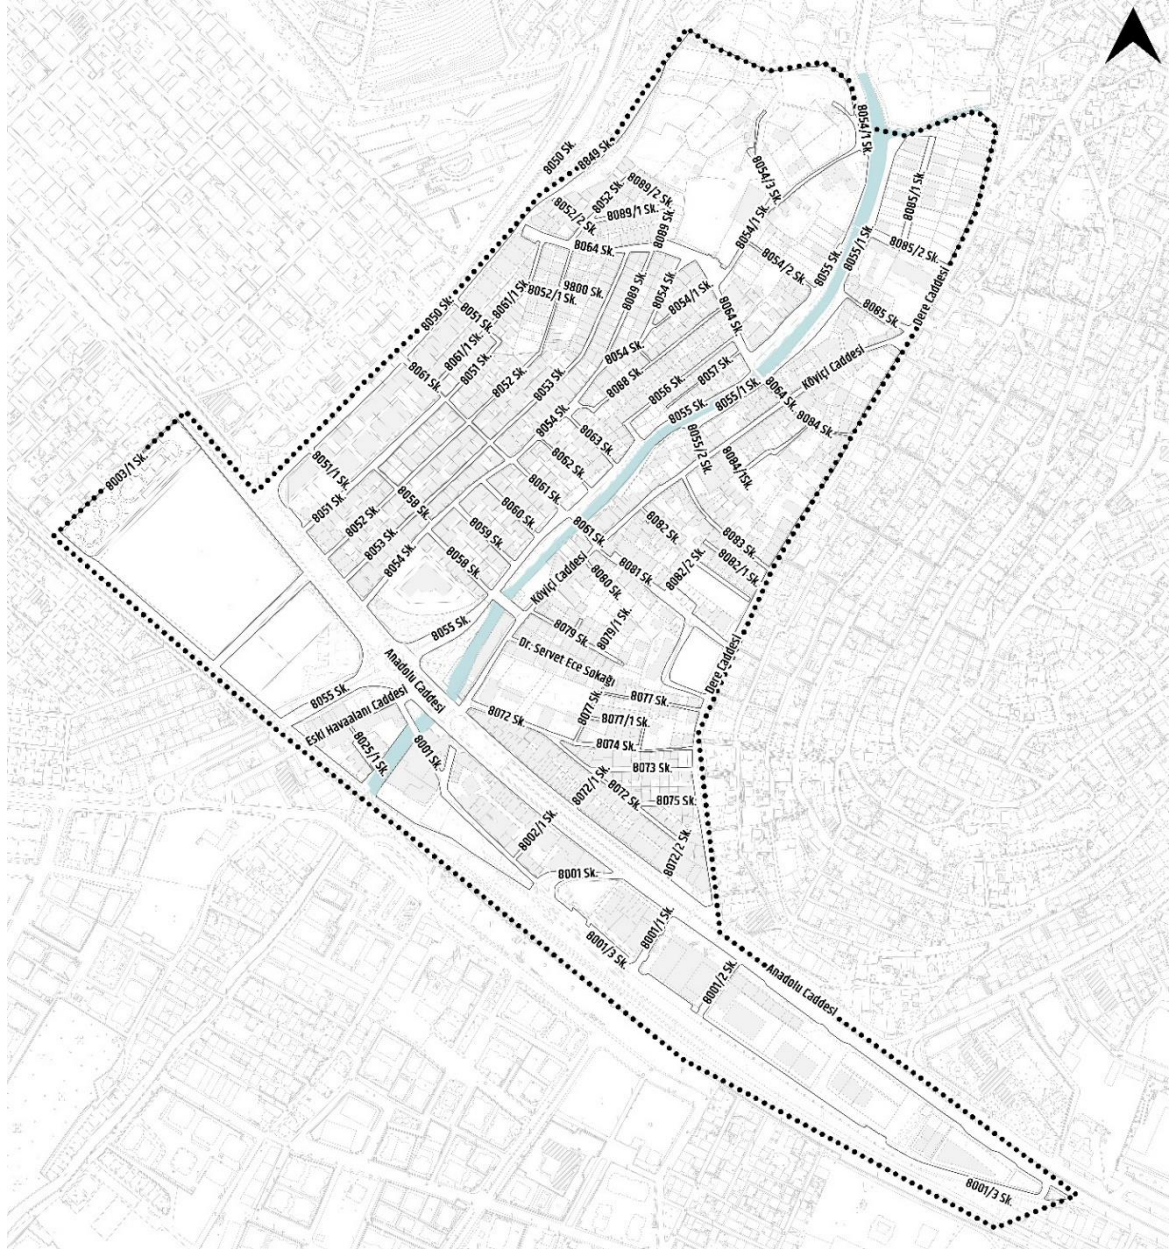 8054/1 Sk.
8050 Sk.
8849 Sk.
8054/3 Sk.
8085/1 Sk.
8052 Sk.
8089/2 Sk.
8052/2 Sk.
8089/1 Sk.
8089 Sk.
8054/1 Sk.
8064 Sk.
8054/2 Sk.
8055 Sk.
8055/1 Sk.
8085/2 Sk.
Dere Caddesi
9800 Sk.
8052/1 Sk.
8061/1 Sk.
8089 Sk.
8054 Sk.
8054/1 Sk.
8050 Sk.
8051 Sk.
8064 Sk.
8085 Sk.
8061/1 Sk.
8051 Sk.
8061 Sk.
8052 Sk.
8053 Sk.
8054 Sk.
8088 Sk.
8056 Sk.
8057 Sk.
Köyiçi Caddesi
8055/1 Sk.
8064 Sk.
8055 Sk.
8084 Sk.
8054 Sk.
8063 Sk.
8055/2 Sk.
8084/1Sk.
8003/1 Sk.
8051/1 Sk.
8062 Sk.
8061 Sk.
8058 Sk.
8051 Sk.
8052 Sk.
8060 Sk.
8059 Sk.
8061 Sk.
8082 Sk.
8083 Sk.
8053 Sk.
8054 Sk.
8058 Sk.
8082/1 Sk.
8081 Sk.
8082/2 Sk.
8080 Sk.
Köyiçi Caddesi
8055 Sk.
8079 Sk.
8079/1 Sk.
Dr. Servet Ece Sokağı
Dere Caddesi
Anadolu Caddesi
8055 Sk.
Eski Havaalanı Caddesi
8077 Sk.
8077 Sk.
8077/1 Sk.
8072 Sk.
8074 Sk.
8025/1 Sk.
8001 Sk.
8073 Sk.
8072/1 Sk.
8072 Sk.
8075 Sk.
8002/1 Sk.
8072/2 Sk.
8001 Sk.
8001/1 Sk.
8001/3 Sk.
8001/2 Sk.
Anadolu Caddesi
8001/3 Sk.